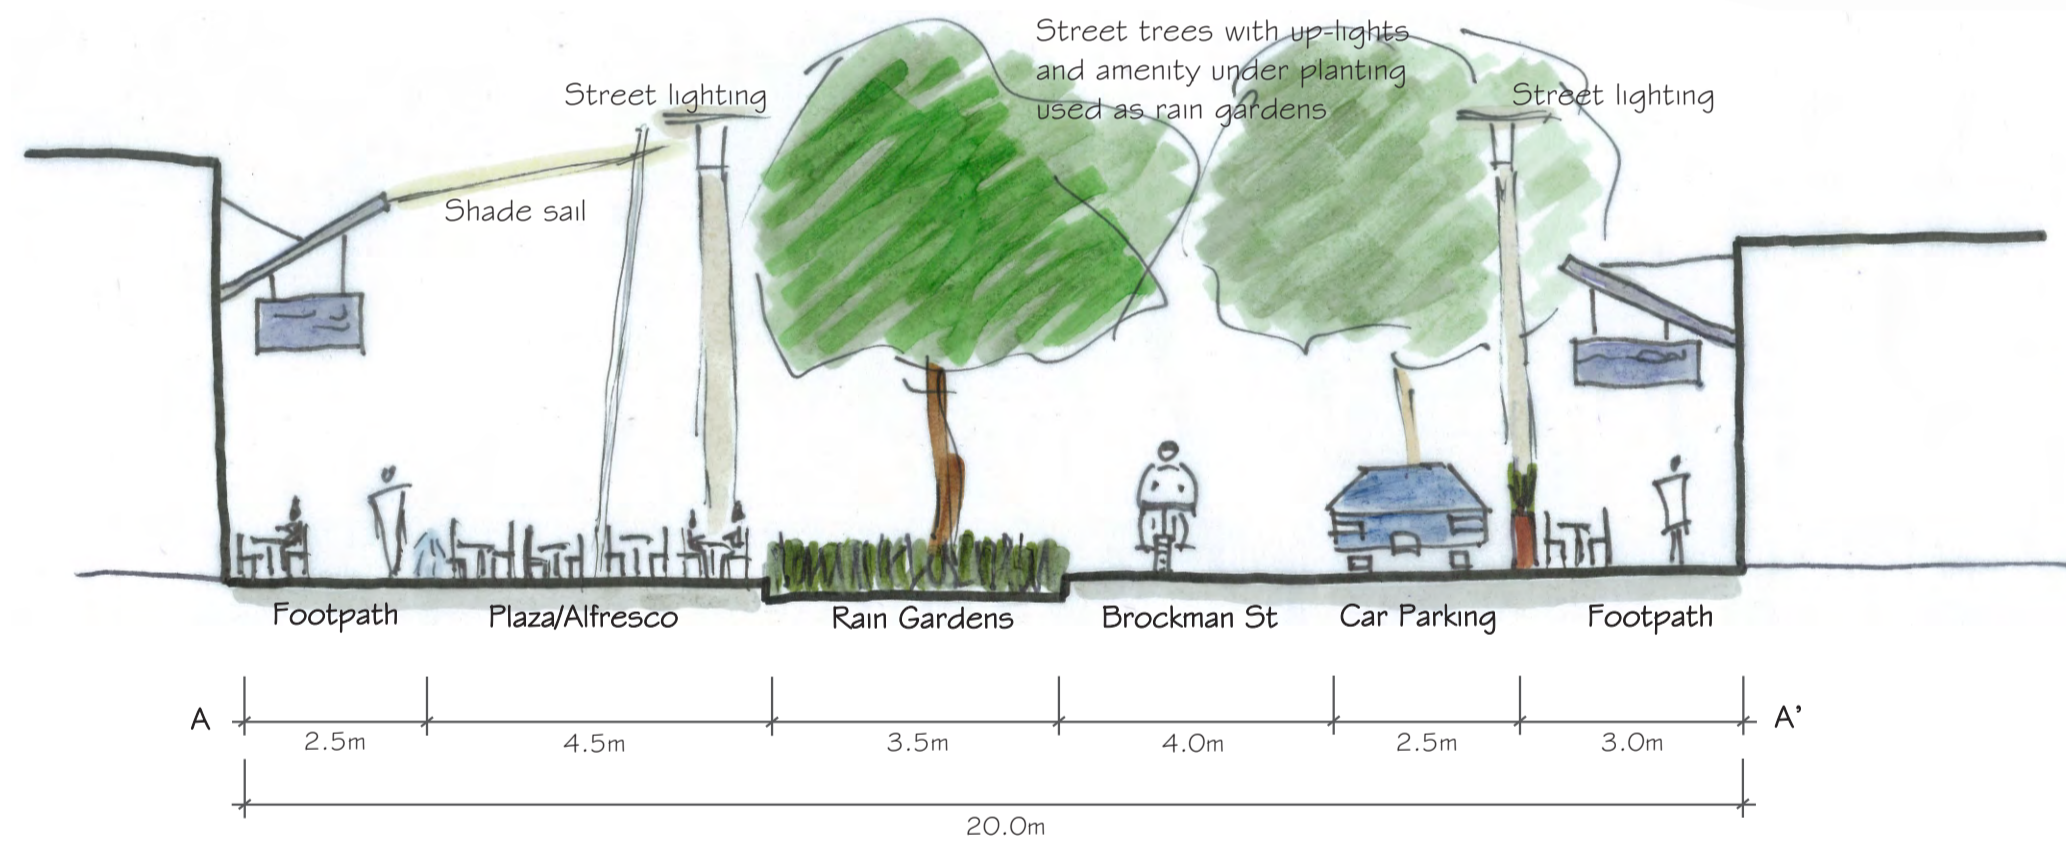 Street trees with up-lights
and amenity under planting
used as rain gardens
Street lighting
Street lighting
Shade sail
Footpath
Plaza/Alfresco
Rain Gardens
Brockman St
Car Parking
Footpath
A
A'
2.5m
4.5m
3.5m
4.0m
2.5m
3.0m
20.0m